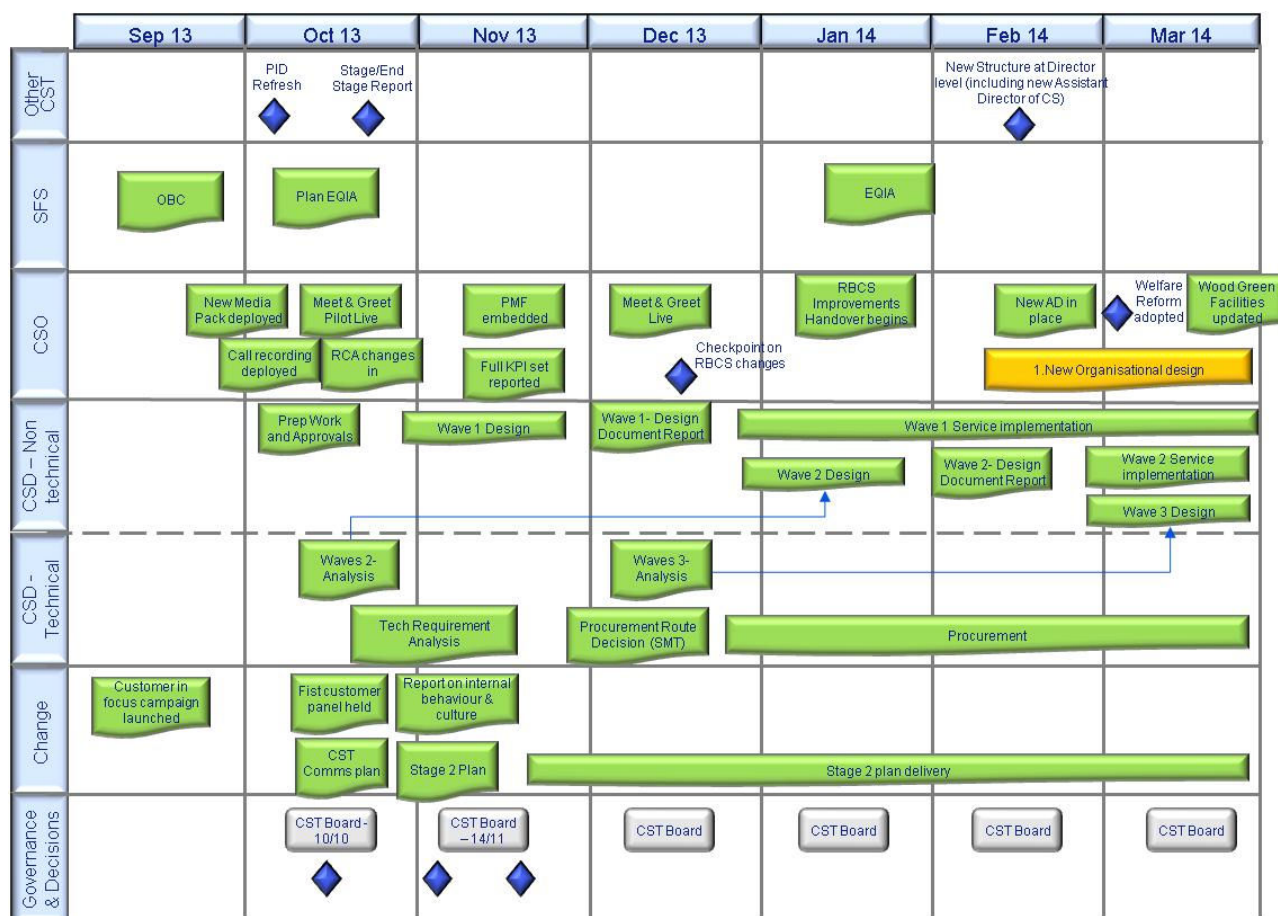 Sep 13
Oct 13
Nov 13
Dec 13
Jan 14
Feb 14
Mar 14
Other
CST
PID
Refresh
Stage/End
Stage Report
New Structure at Director
level (including new Assistant
Director of CS)
SFS
OBC
Plan EQIA
EQIA
CSO
New Media
Pack deployed
Meet & Greet
Pilot Live
PMF
embedded
Meet & Greet
Live
RBCS
Improvements
Handover begins
New AD in
place
Welfare
Reform
adopted
Wood Green
Facilities
updated
Call recording
deployed
RCA changes
in
Full KPI set
reported
Checkpoint on
RBCS changes
1.New Organisational design
CSD – Non
technical
Prep Work
and Approvals
Wave 1 Design
Wave 1- Design
Document Report
Wave 1 Service implementation
Wave 2 Design
Wave 2- Design
Document Report
Wave 2 Service
implementation
Wave 3 Design
CSD -
Technical
Waves 2-
Analysis
Waves 3-
Analysis
Tech Requirement
Analysis
Procurement Route
Decision (SMT)
Procurement
Change
Customer in
focus campaign
launched
Fist customer
panel held
Report on internal
behaviour &
culture
CST
Comms plan
Stage 2 Plan
Stage 2 plan delivery
Governance
& Decisions
CST Board -
10/10
CST Board
– 14/11
CST Board
CST Board
CST Board
CST Board